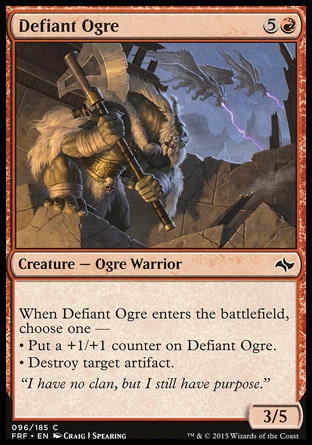 Defiant Ogre 5
Creature — Ogre Warrior
When Defiant Ogre enters the battlefield,
choose one —
• Put a +1/+1 counter on Defiant Ogre.
• Destroy target artifact.
"I have no clan, but I still have purpose."
3/5
096/185 C
FRF • EN Craig J Spearing ™ & © 2015 Wizards of the Coast